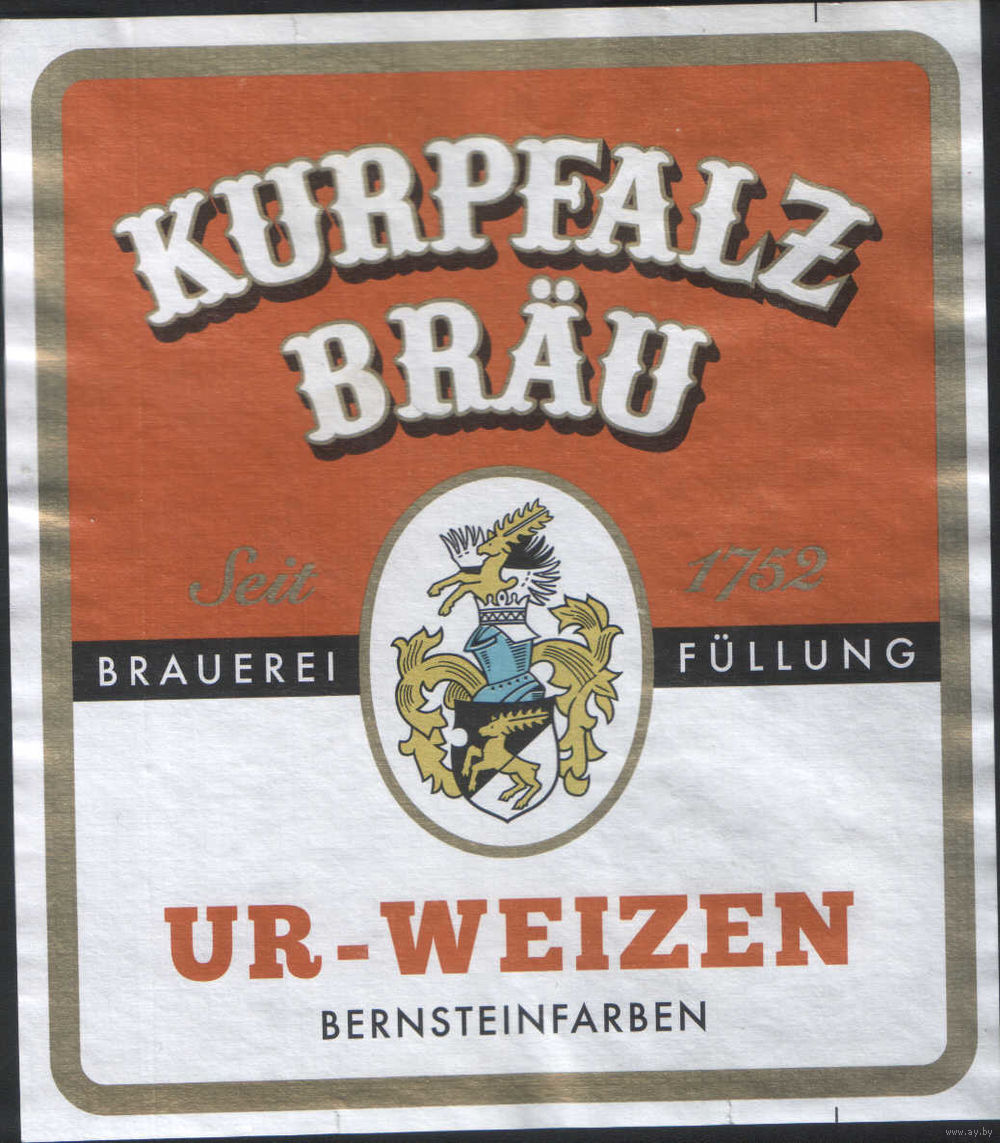 KURPFALZ
BRÄU
Seit 1752
BRAUEREI FÜLLUNG
UR-WEIZEN
BERNSTEINFARBEN
www.ay.by